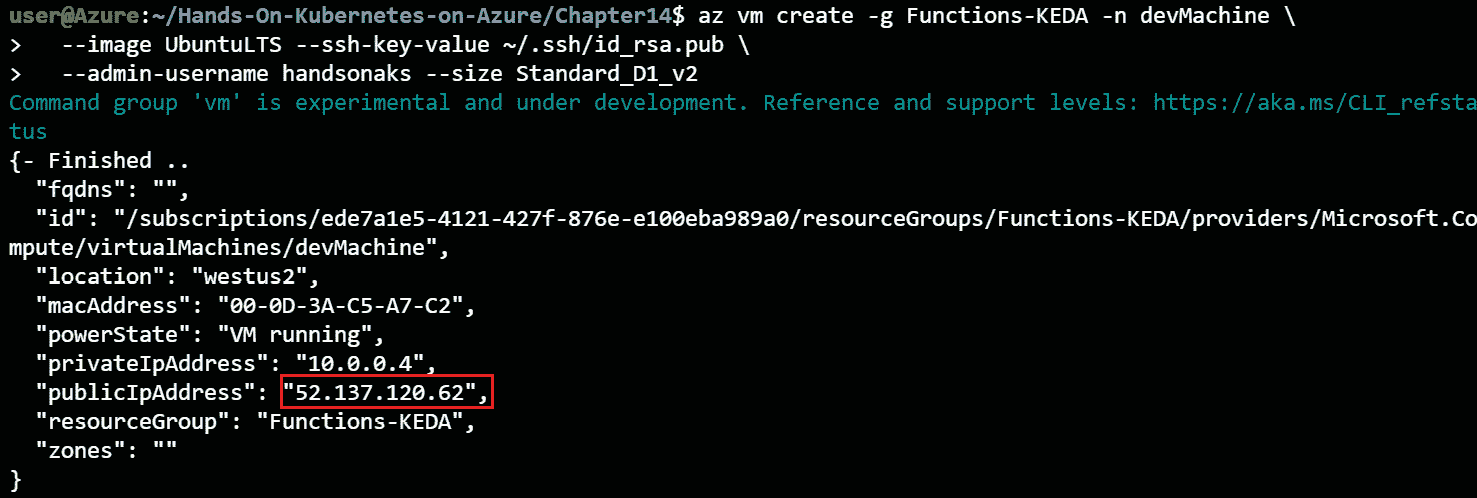 user@Azure:~/Hands-On-Kubernetes-on-Azure/Chapter14$ az vm create -g Functions-KEDA -n devMachine \
>   --image UbuntuLTS --ssh-key-value ~/.ssh/id_rsa.pub \
>   --admin-username handsonaks --size Standard_D1_v2
Command group 'vm' is experimental and under development. Reference and support levels: https://aka.ms/CLI_refsta
tus
{- Finished ..
  "fqdns": "",
  "id": "/subscriptions/ede7a1e5-4121-427f-876e-e100eba989a0/resourceGroups/Functions-KEDA/providers/Microsoft.Co
mpute/virtualMachines/devMachine",
  "location": "westus2",
  "macAddress": "00-0D-3A-C5-A7-C2",
  "powerState": "VM running",
  "privateIpAddress": "10.0.0.4",
  "publicIpAddress": "52.137.120.62",
  "resourceGroup": "Functions-KEDA",
  "zones": ""
}